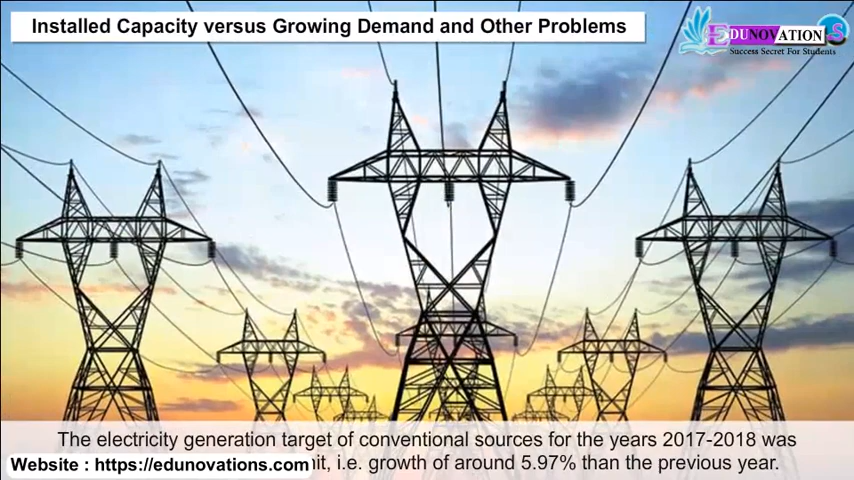 Installed Capacity versus Growing Demand and Other Problems
EDUNOVATIONS
Success Secret For Students
The electricity generation target of conventional sources for the years 2017-2018 was
Website : https://edunovations.com
i.e. growth of around 5.97% than the previous year.